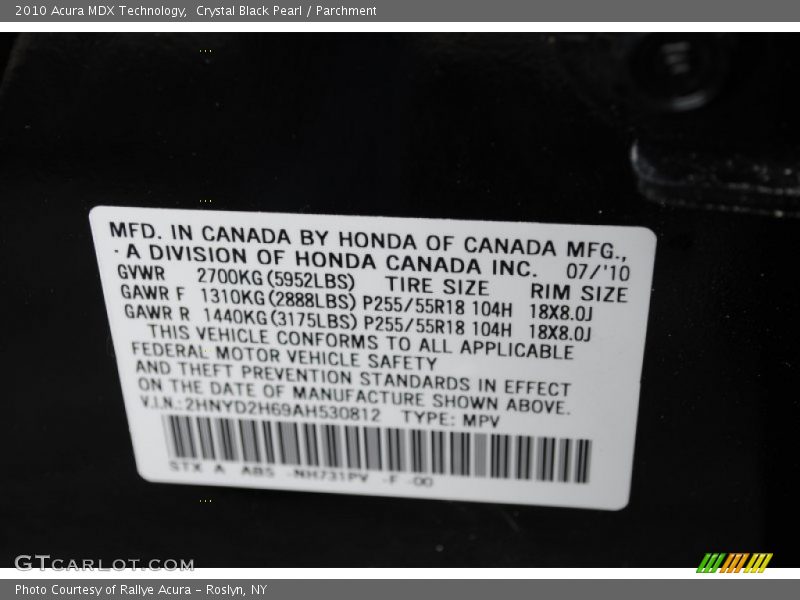 2010 Acura MDX Technology, Crystal Black Pearl / Parchment
MFD. IN CANADA BY HONDA OF CANADA MFG.,
A DIVISION OF HONDA CANADA INC. 07/'10
GVWR 2700KG(5952LBS) TIRE SIZE RIM SIZE
GAWR F 1310KG(2888LBS) P255/55R18 104H 18X8.0J
GAWR R 1440KG(3175LBS) P255/55R18 104H 18X8.0J
THIS VEHICLE CONFORMS TO ALL APPLICABLE
FEDERAL MOTOR VEHICLE SAFETY
AND THEFT PREVENTION STANDARDS IN EFFECT
ON THE DATE OF MANUFACTURE SHOWN ABOVE.
V.I.N.:2HNYD2H69AH530812 TYPE: MPV
STX A ABS -NH731PV -F -00
GTCARLOT.COM
Photo Courtesy of Rallye Acura – Roslyn, NY